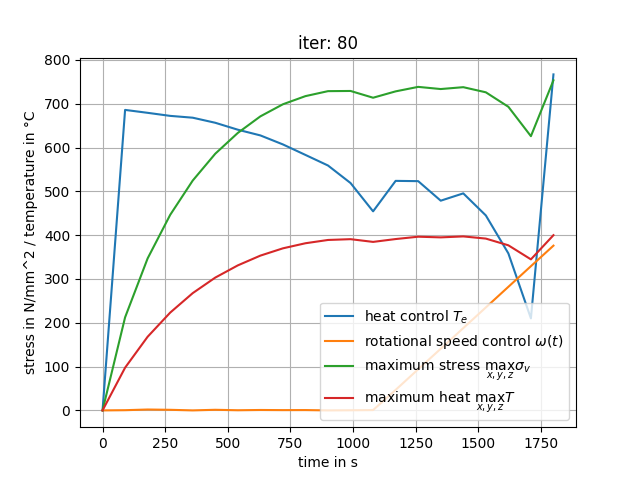 iter: 80
stress in N/mm^2 / temperature in °C
800
700
600
500
400
300
200
100
0
heat control Tₑ
rotational speed control ω(t)
maximum stress max σᵥ
x, y, z
maximum heat max T
x, y, z
0 250 500 750 1000 1250 1500 1750
time in s